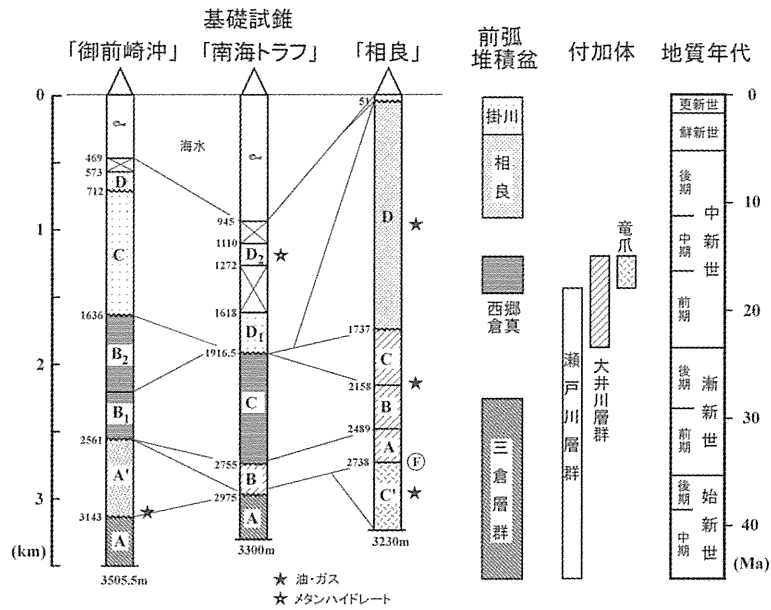 基礎試錐
「御前崎沖」
「南海トラフ」
「相良」
前弧
堆積盆
付加体
地質年代
0
1
2
3
(km)
469
573
D
712
C
1636
B₂
B₁
2561
A'
3143
A
3505.5m
海水
945
1110
D₂
1272
1618
D₁
1916.5
C
2755
B
2975
A
3300m
51
D
1737
C
2158
B
2489
A
2738
F
C'
3230m
掛川
相良
西郷
倉真
三倉層群
瀬戸川層群
大井川層群
竜爪
更新世
鮮新世
後期
中期
前期
中新世
後期
前期
漸新世
後期
中期
始新世
0
10
20
30
40
(Ma)
★ 油・ガス
☆ メタンハイドレート